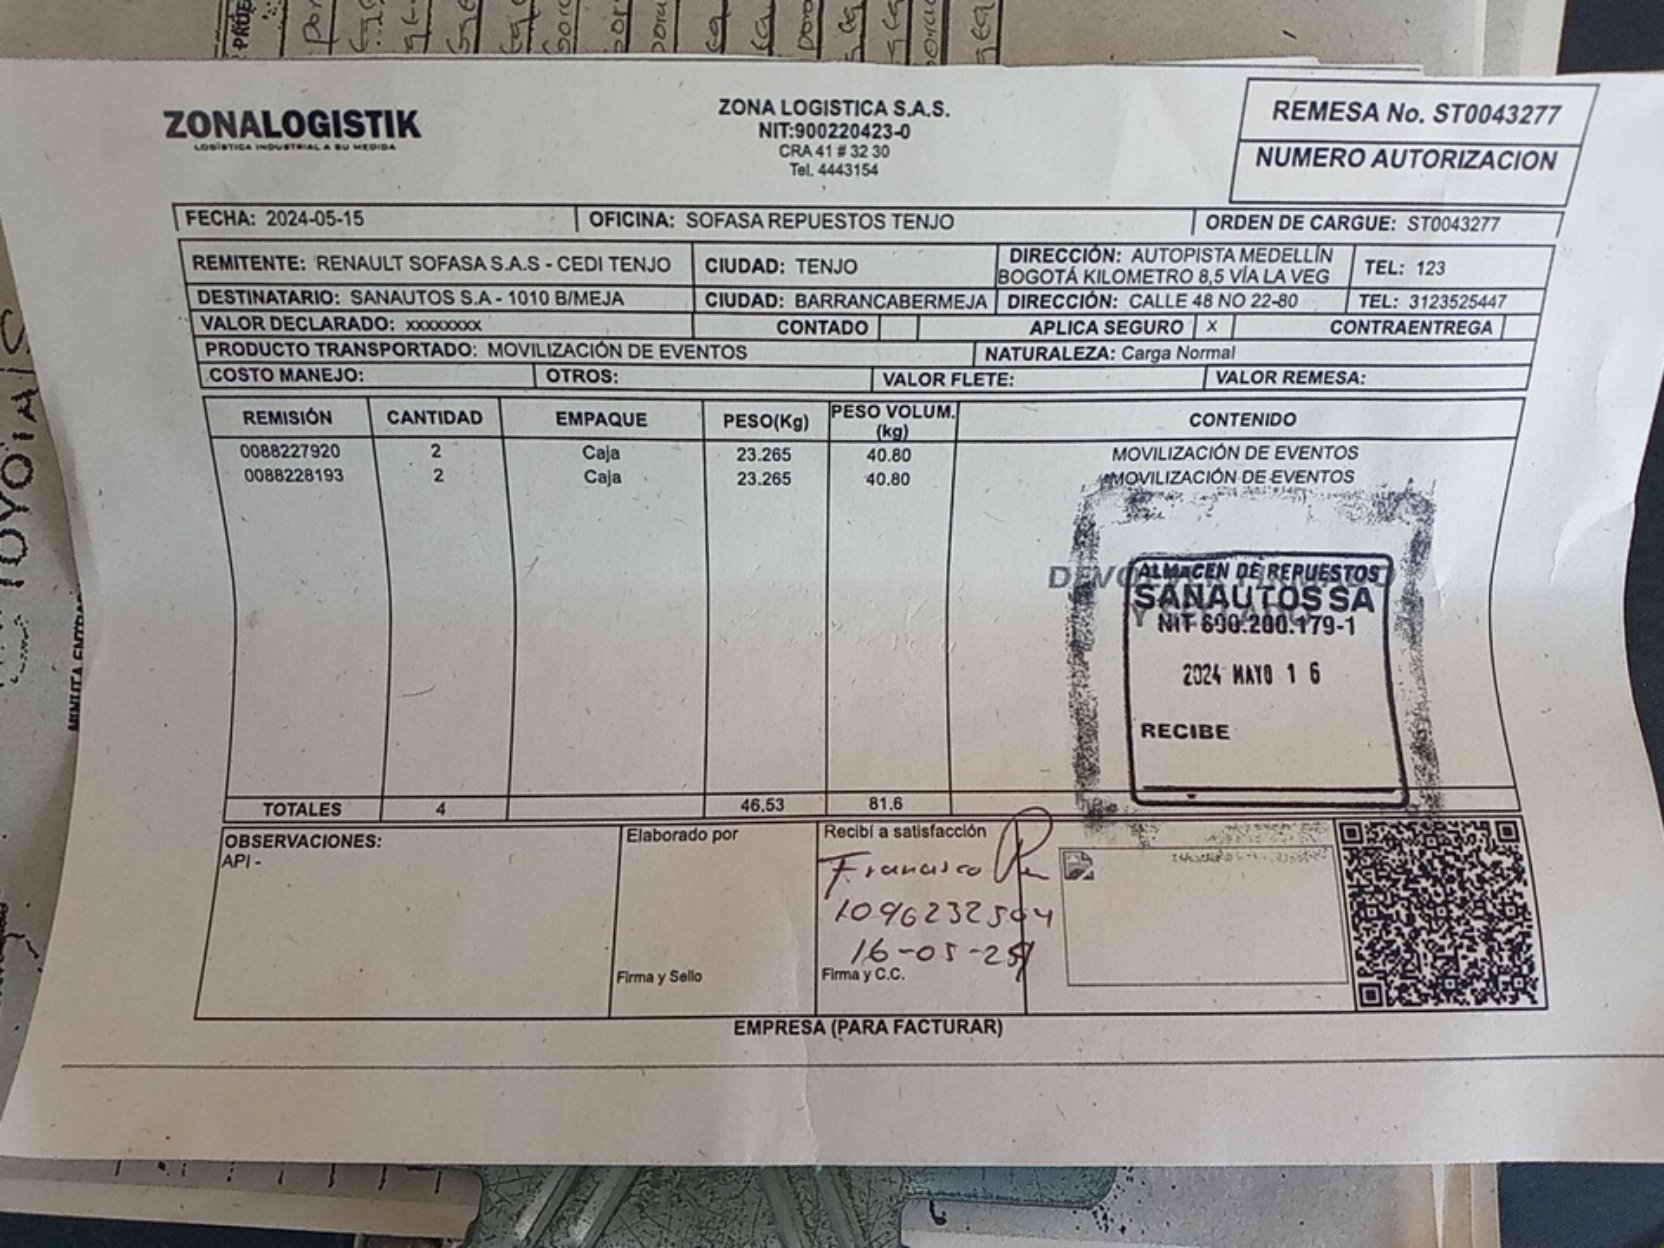 ZONALOGISTIK
LOGÍSTICA INDUSTRIAL A SU MEDIDA
ZONA LOGISTICA S.A.S.
NIT:900220423-0
CRA 41 # 32 30
Tel. 4443154
REMESA No. ST0043277
NUMERO AUTORIZACION
FECHA: 2024-05-15 OFICINA: SOFASA REPUESTOS TENJO ORDEN DE CARGUE: ST0043277
REMITENTE: RENAULT SOFASA S.A.S - CEDI TENJO CIUDAD: TENJO DIRECCIÓN: AUTOPISTA MEDELLÍN
BOGOTÁ KILOMETRO 8,5 VÍA LA VEG TEL: 123
DESTINATARIO: SANAUTOS S.A - 1010 B/MEJA CIUDAD: BARRANCABERMEJA DIRECCIÓN: CALLE 48 NO 22-80 TEL: 3123525447
VALOR DECLARADO: xxxxxxxx CONTADO APLICA SEGURO X CONTRAENTREGA
PRODUCTO TRANSPORTADO: MOVILIZACIÓN DE EVENTOS NATURALEZA: Carga Normal
COSTO MANEJO: OTROS: VALOR FLETE: VALOR REMESA:
REMISIÓN CANTIDAD EMPAQUE PESO(Kg) PESO VOLUM. (kg) CONTENIDO
0088227920 2 Caja 23.265 40.80 MOVILIZACIÓN DE EVENTOS
0088228193 2 Caja 23.265 40.80 MOVILIZACIÓN DE EVENTOS
ALMACEN DE REPUESTOS
SANAUTOS SA
NIT 890.200.179-1
2024 MAYO 16
RECIBE
TOTALES 4 46.53 81.6
OBSERVACIONES:
API -
Elaborado por
Firma y Sello
Recibí a satisfacción
Francisco
16-05-24
Firma y C.C.
EMPRESA (PARA FACTURAR)
TOYOTA